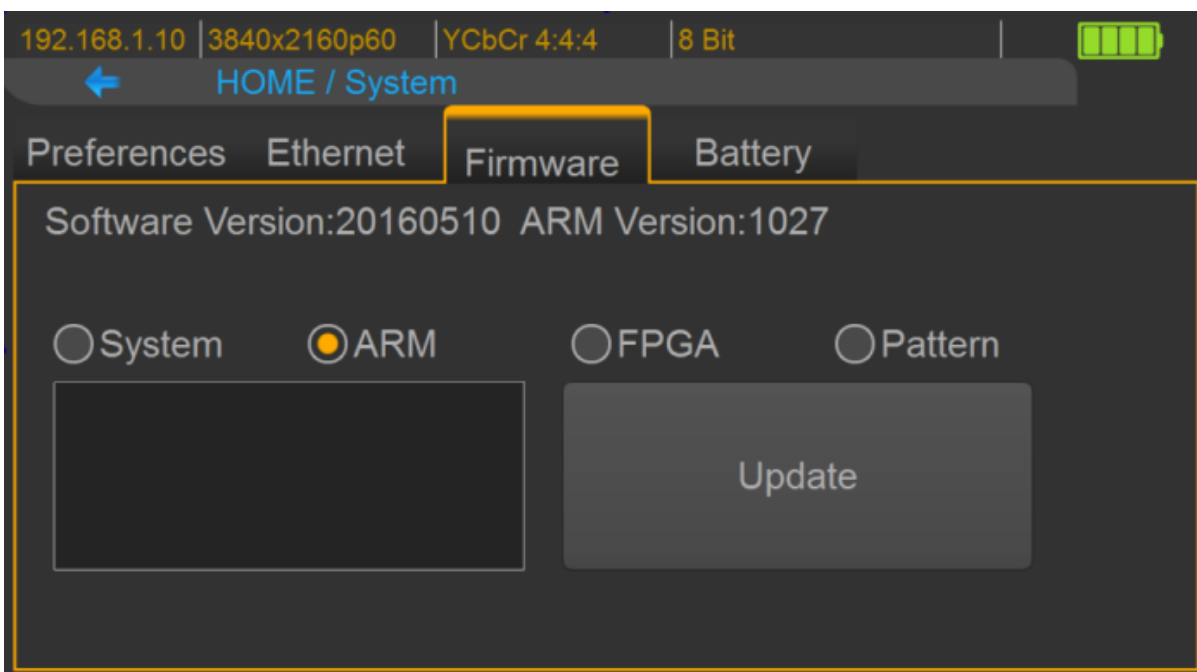 192.168.1.10 3840x2160p60 YCbCr 4:4:4 8 Bit
HOME / System
Preferences Ethernet Firmware Battery
Software Version:20160510 ARM Version:1027
System ARM FPGA Pattern
Update